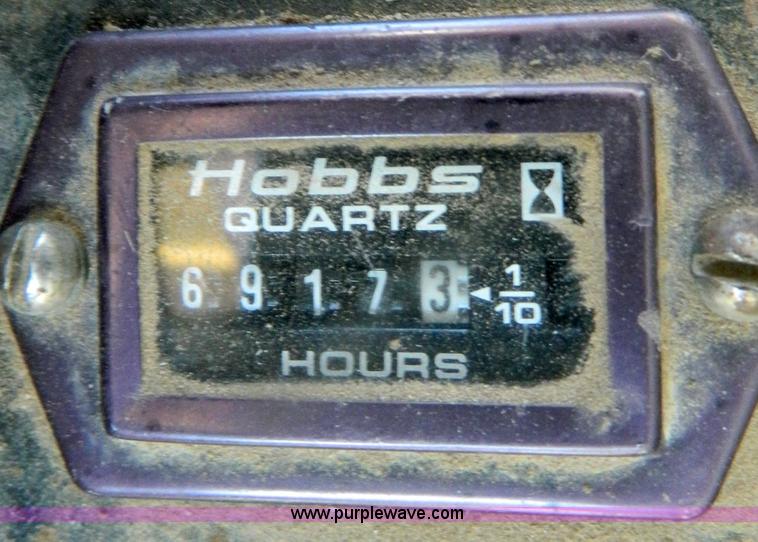 Hobbs
QUARTZ
6 9 1 7 3 1/10
HOURS
www.purplewave.com